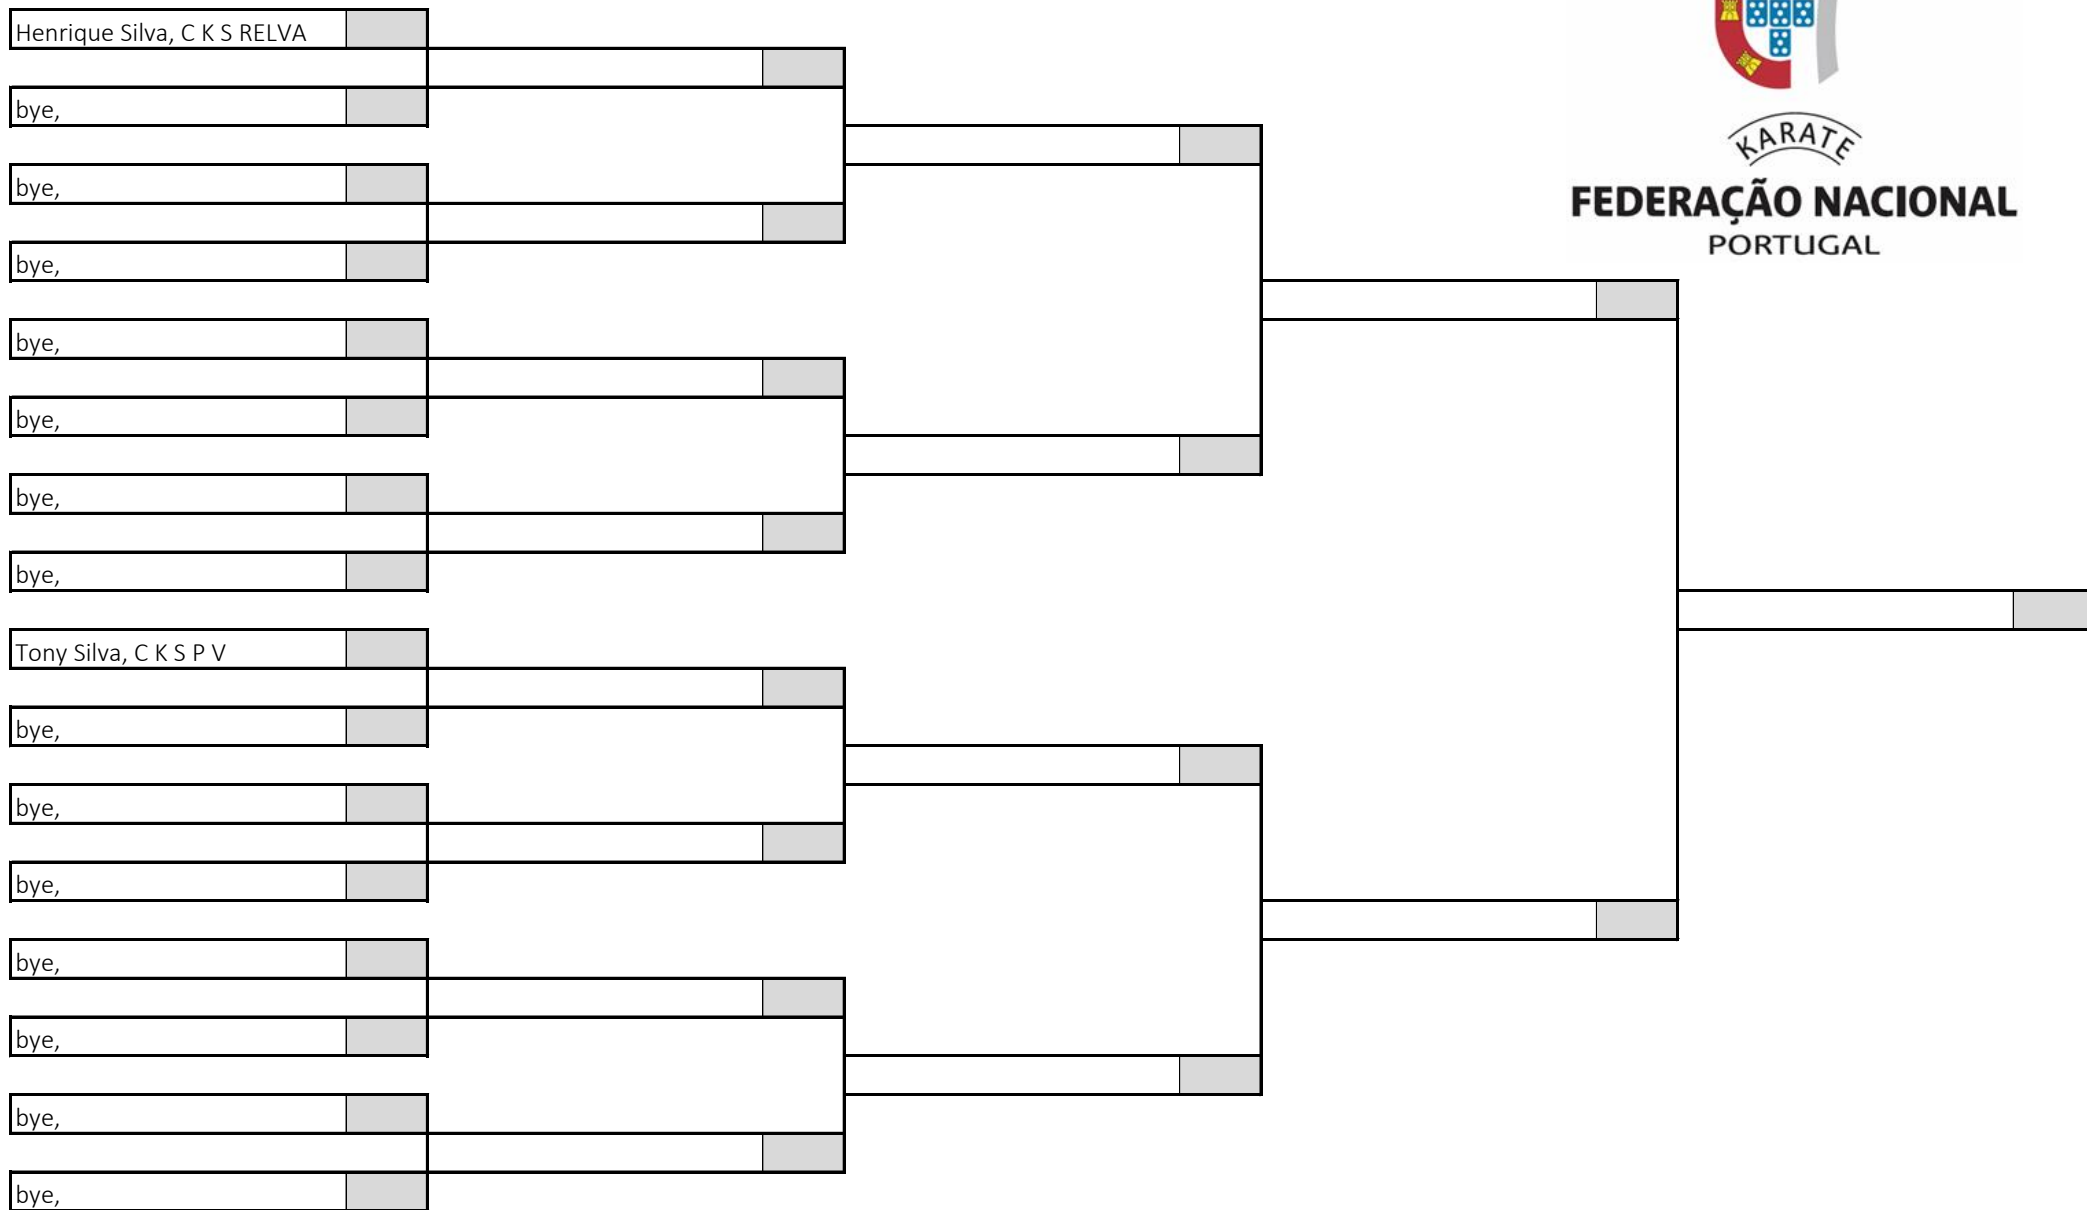 Henrique Silva, C K S RELVA
bye,
bye,
bye,
bye,
bye,
bye,
bye,
Tony Silva, C K S P V
bye,
bye,
bye,
bye,
bye,
bye,
bye,
KARATE
FEDERAÇÃO NACIONAL
PORTUGAL